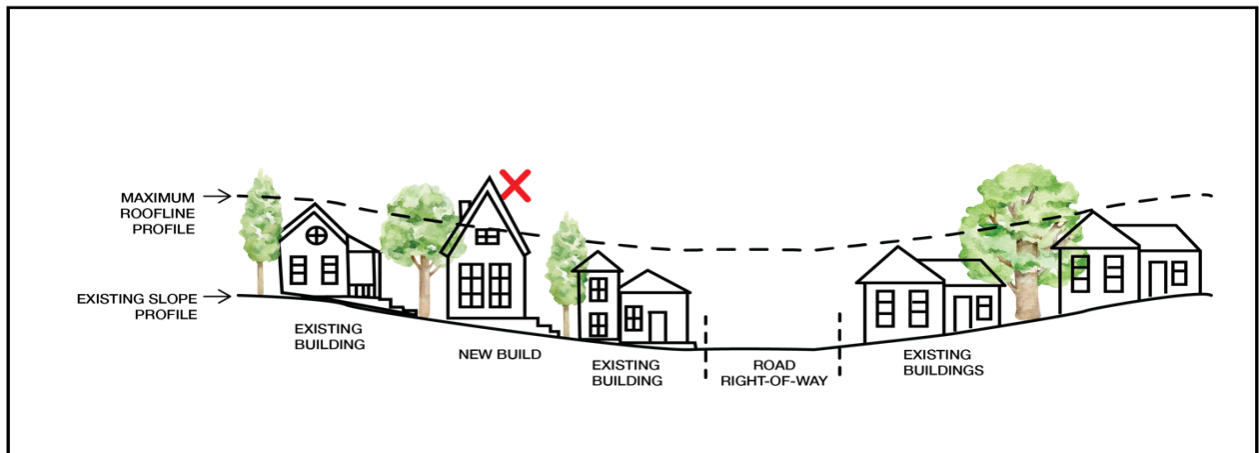 MAXIMUM
ROOFLINE
PROFILE
EXISTING SLOPE
PROFILE
EXISTING
BUILDING
NEW BUILD
EXISTING
BUILDING
ROAD
RIGHT-OF-WAY
EXISTING
BUILDINGS